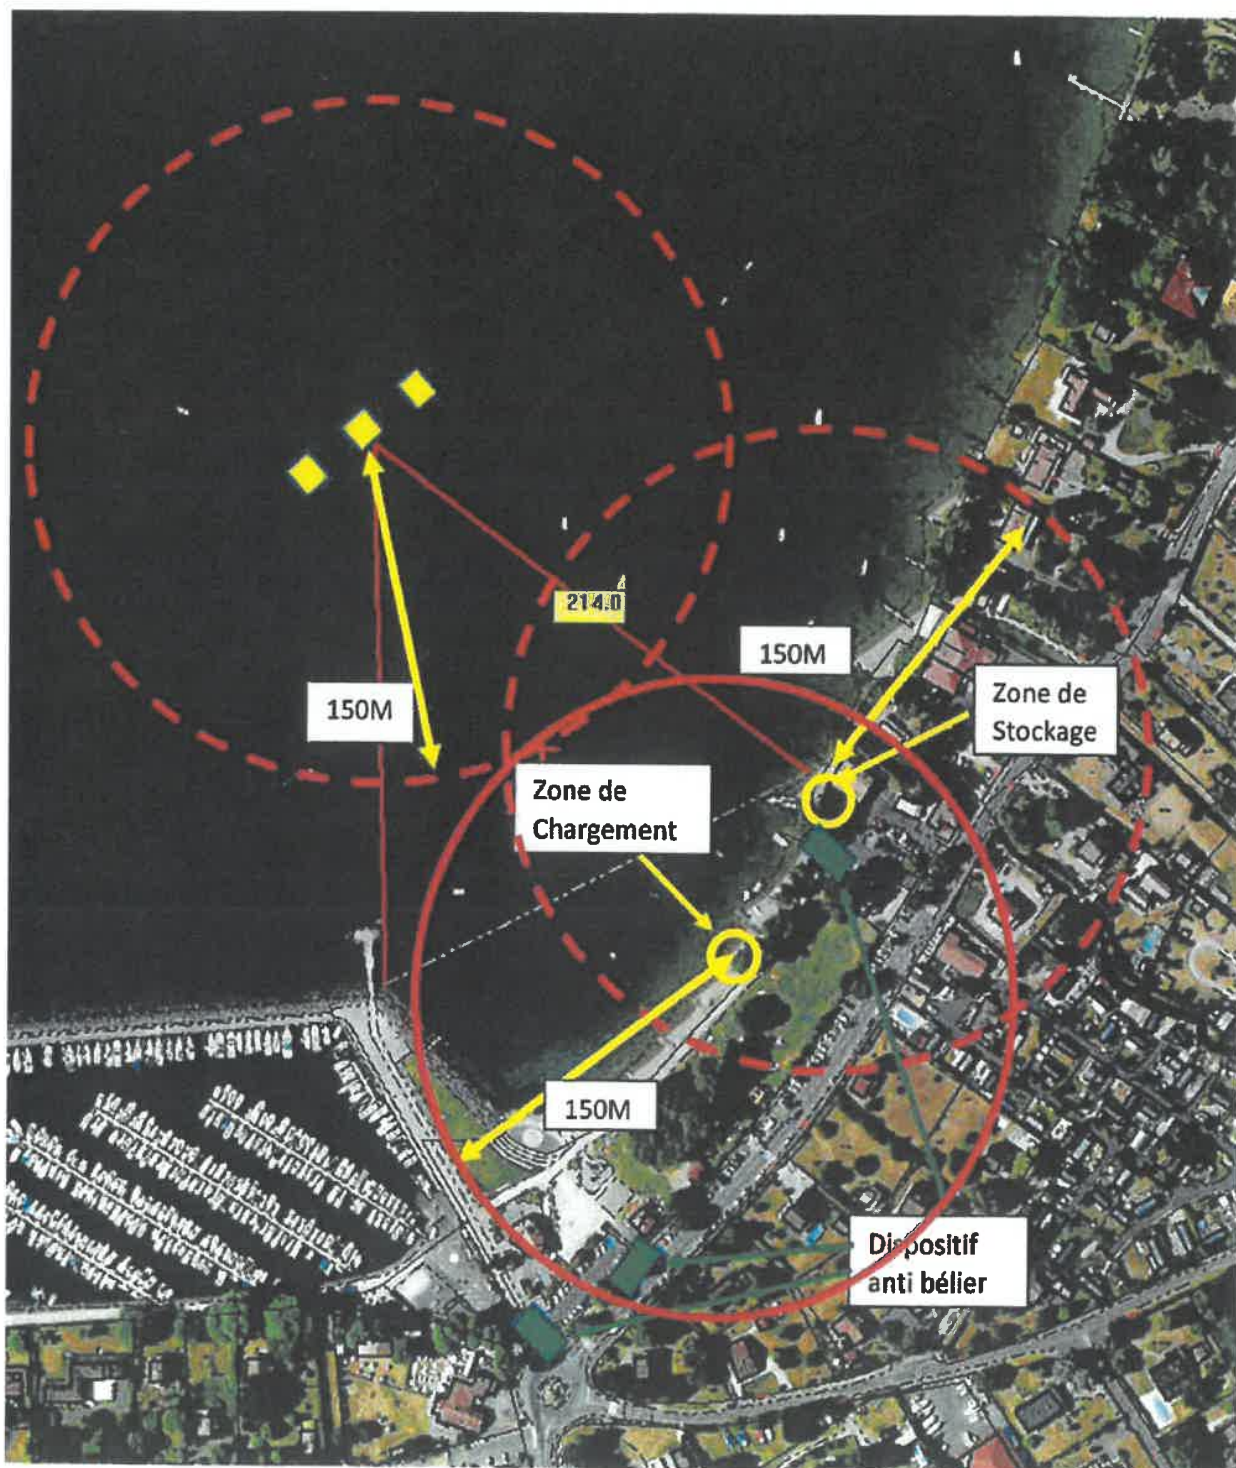 214.0
150M
Zone de
Stockage
150M
Zone de
Chargement
150M
Dispositif
anti bélier